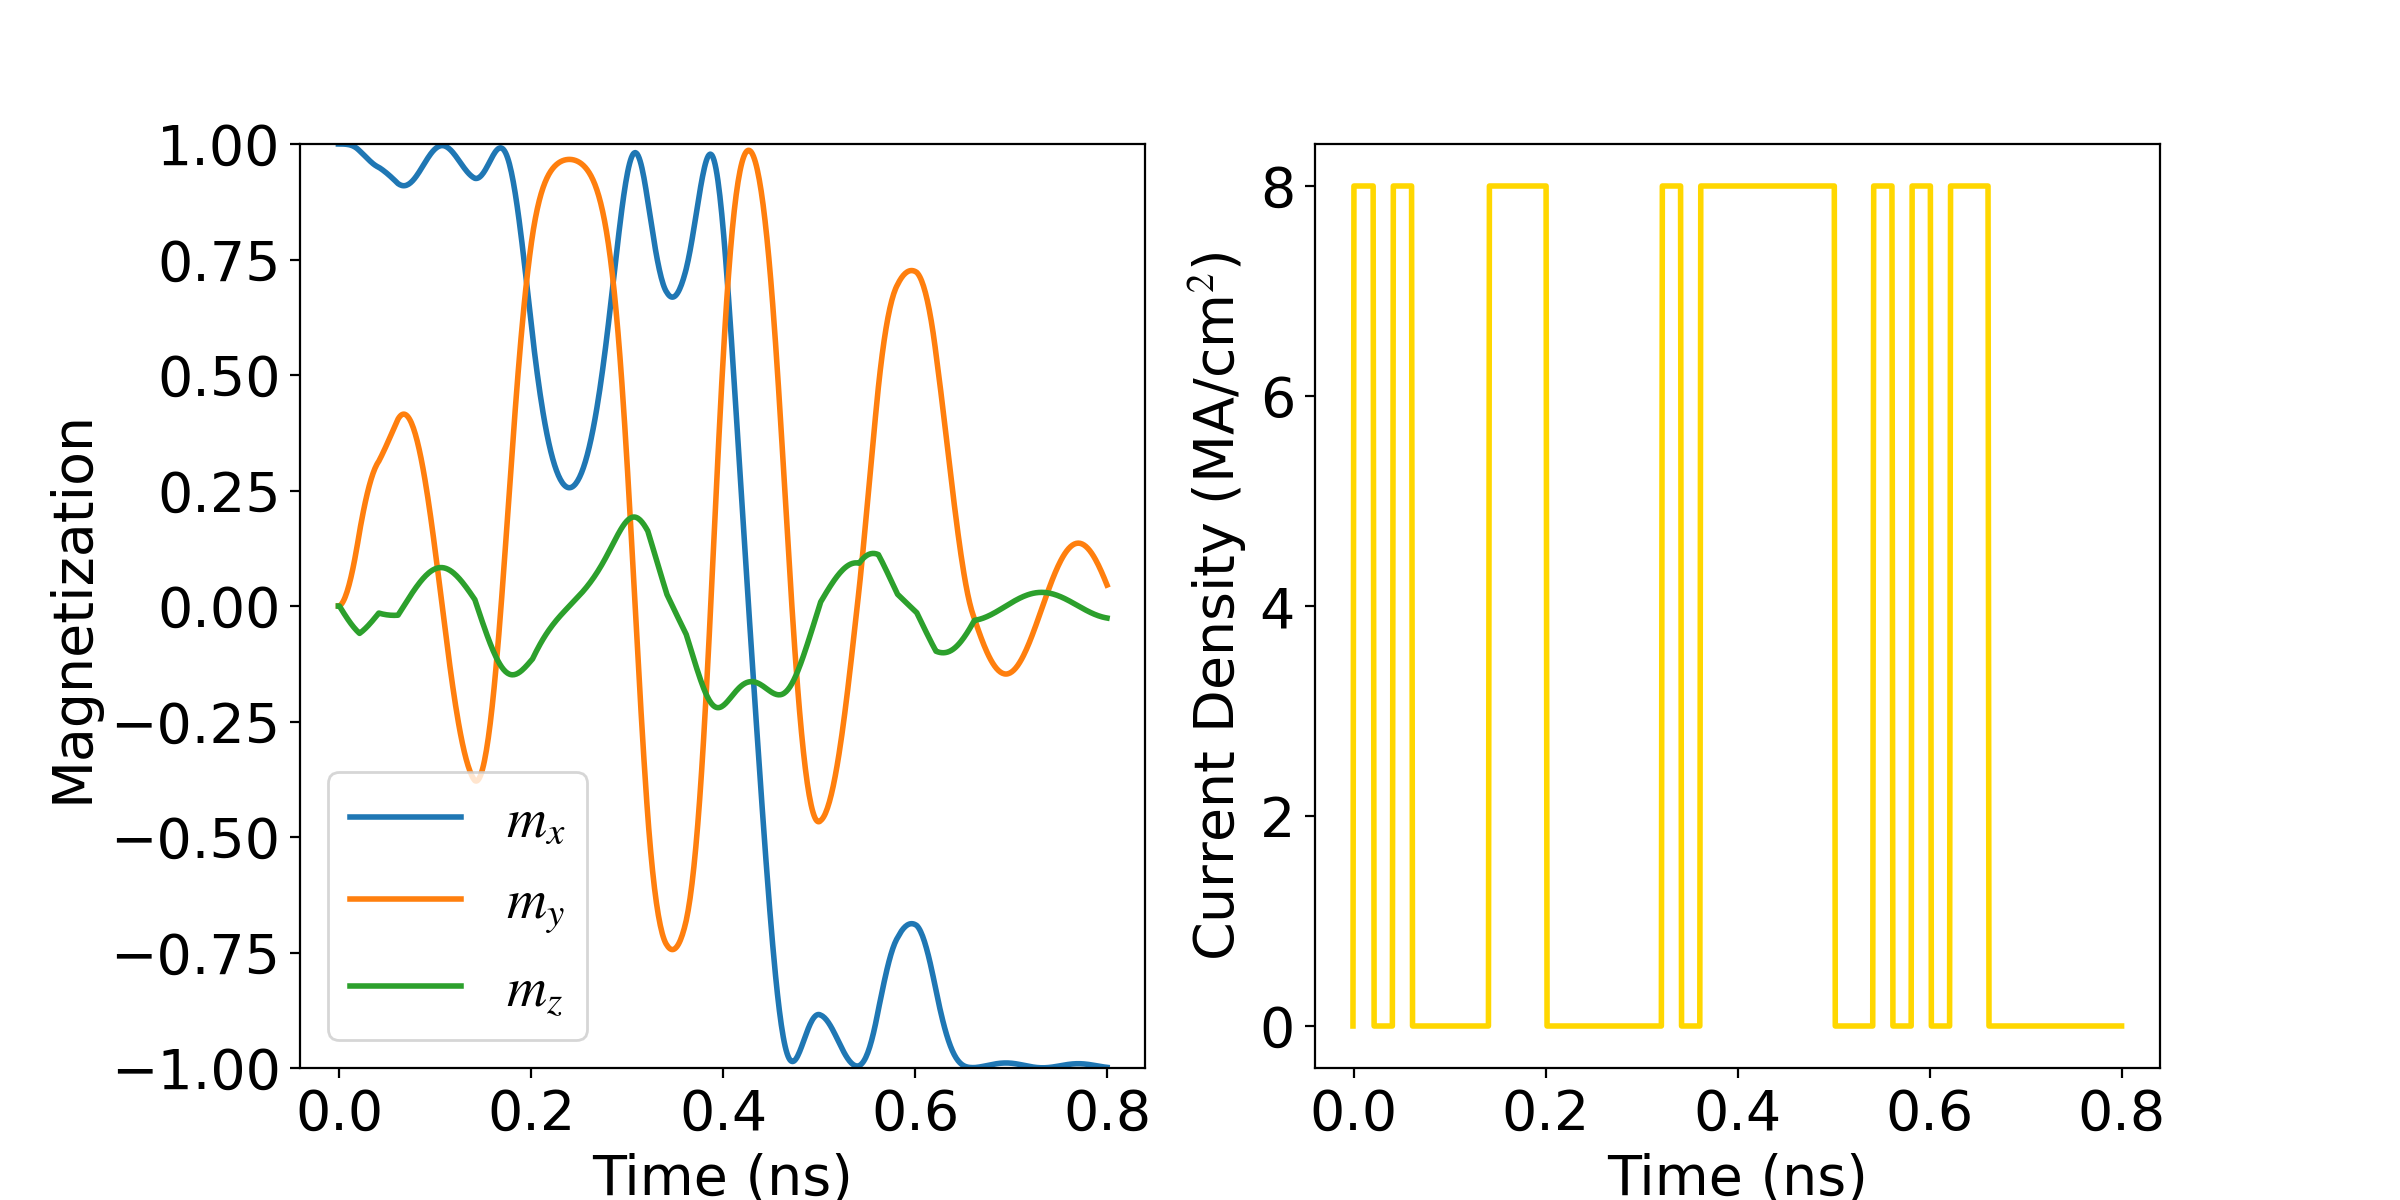 Magnetization
1.00
0.75
0.50
0.25
0.00
−0.25
−0.50
−0.75
−1.00
m_x
m_y
m_z
0.0 0.2 0.4 0.6 0.8
Time (ns)
Current Density (MA/cm²)
8
6
4
2
0
0.0 0.2 0.4 0.6 0.8
Time (ns)